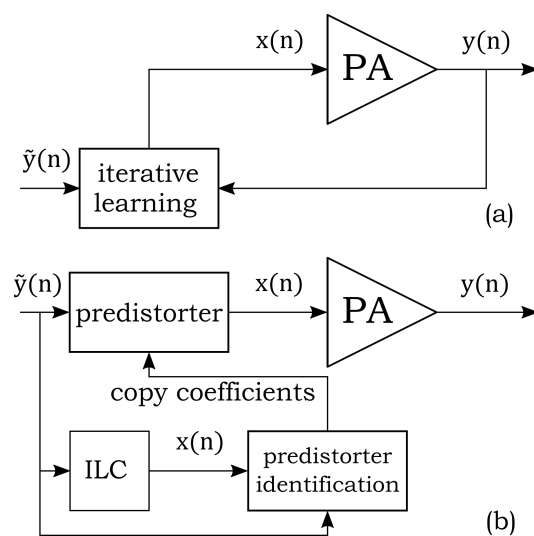 x(n)
y(n)
PA
ỹ(n)
iterative
learning
(a)
ỹ(n)
x(n)
y(n)
predistorter
PA
copy coefficients
x(n)
ILC
predistorter
identification
(b)